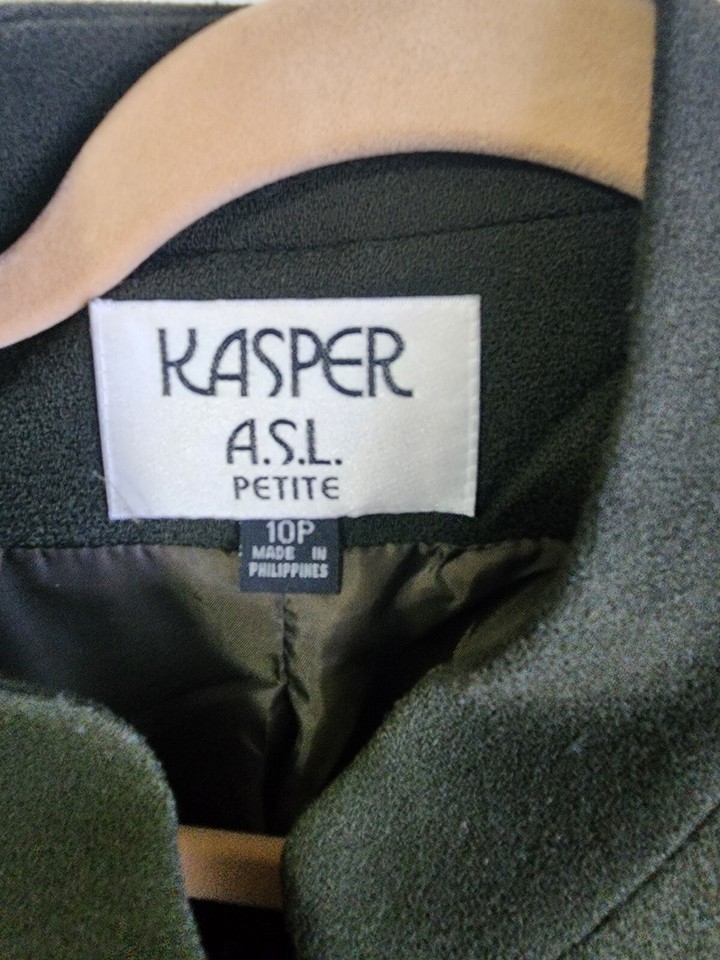 KASPER
A.S.L.
PETITE
10P
MADE IN
PHILIPPINES